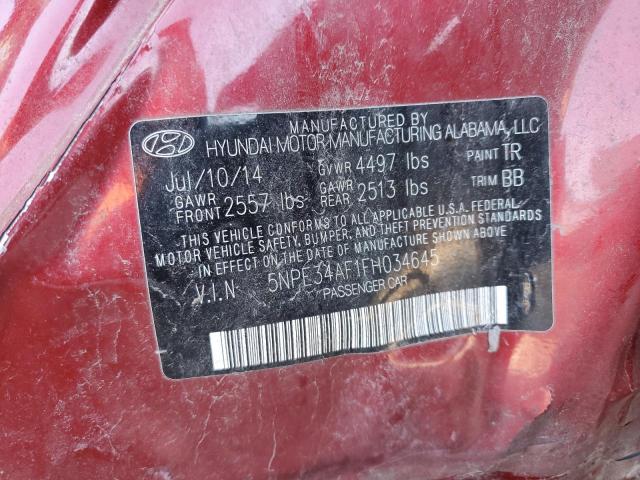 MANUFACTURED BY
HYUNDAI MOTOR MANUFACTURING ALABAMA, LLC
Jul/10/14 GVWR 4497 lbs PAINT TR
GAWR FRONT 2557 lbs GAWR REAR 2513 lbs TRIM BB
THIS VEHICLE CONFORMS TO ALL APPLICABLE U.S.A. FEDERAL
MOTOR VEHICLE SAFETY, BUMPER, AND THEFT PREVENTION
STANDARDS IN EFFECT ON THE DATE OF MANUFACTURE SHOWN ABOVE.
V.I.N 5NPE34AF1FH034645
PASSENGER CAR